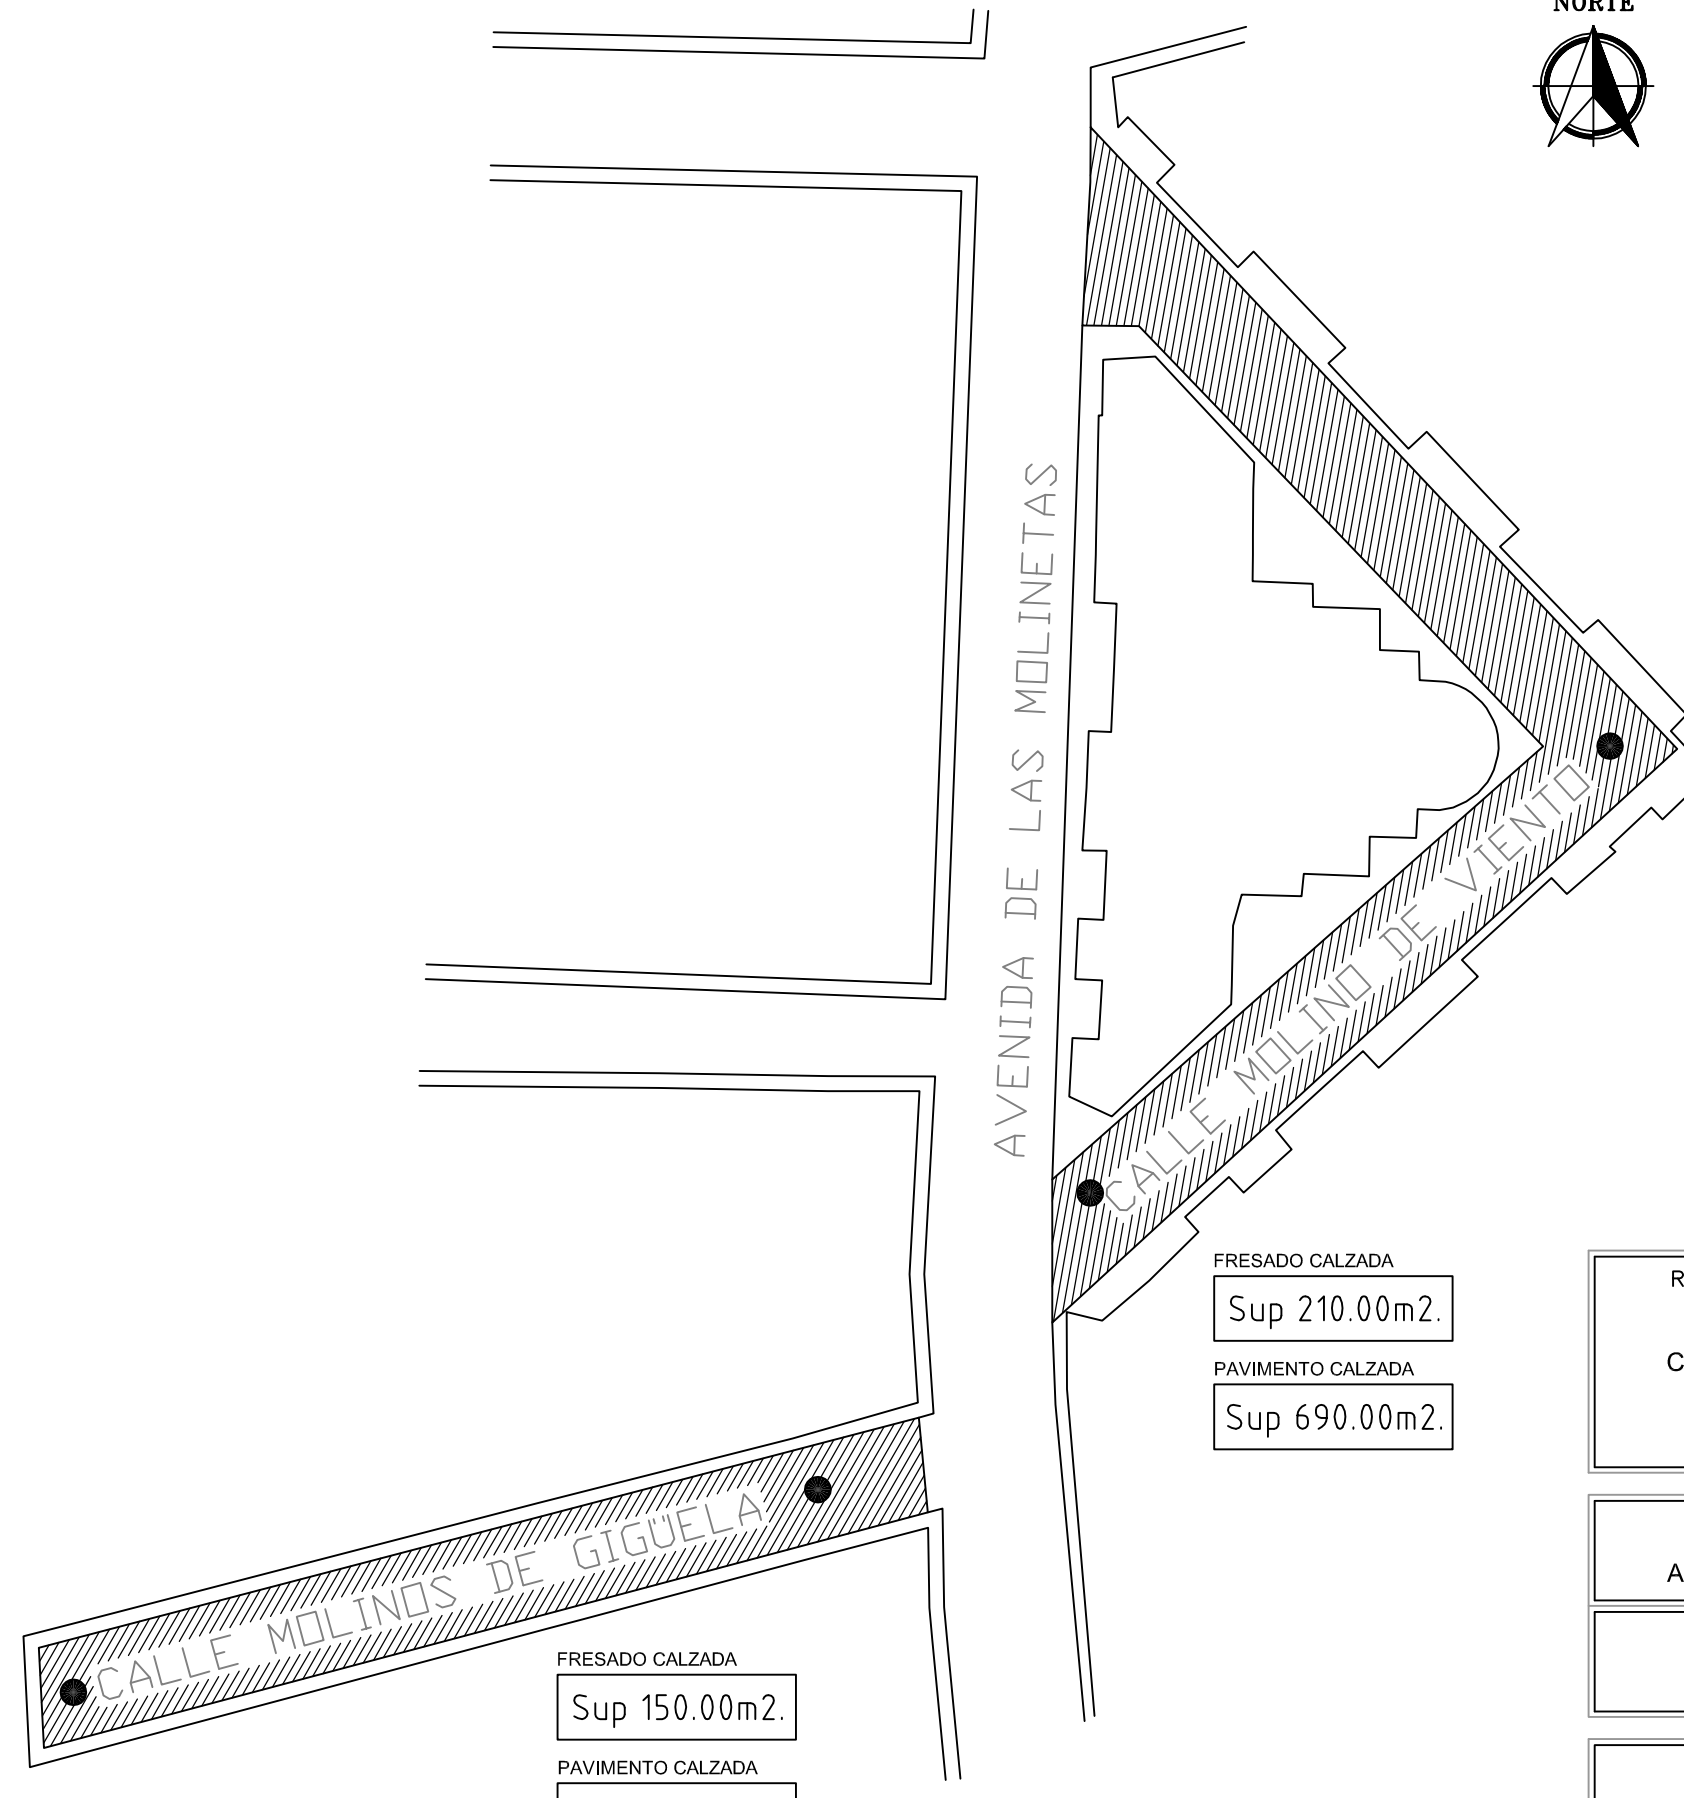 NORTE
AVENIDA DE LAS MOLINETAS
CALLE MOLINO DE VIENTO
FRESADO CALZADA
Sup 210.00m2.
PAVIMENTO CALZADA
Sup 690.00m2.
R
C
A
CALLE MOLINOS DE GIGÜELA
FRESADO CALZADA
Sup 150.00m2.
PAVIMENTO CALZADA